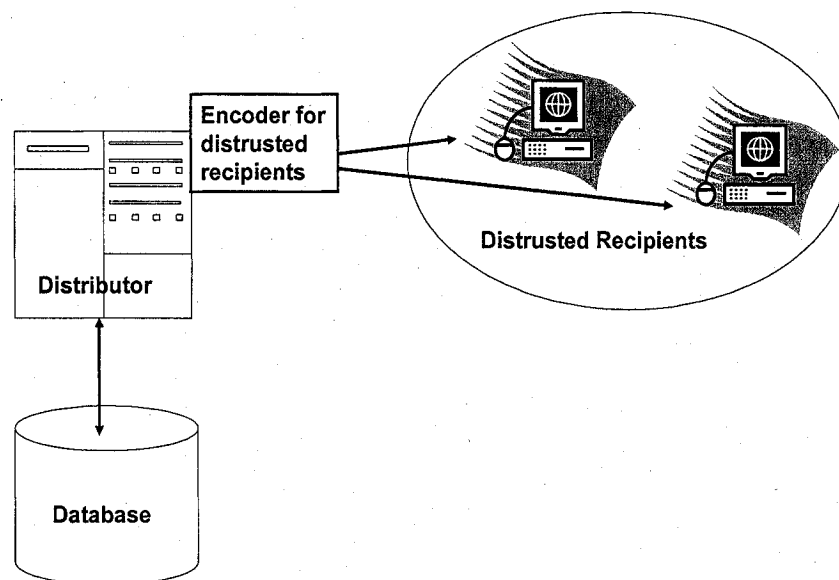 Encoder for
distrusted
recipients
Distrusted Recipients
Distributor
Database